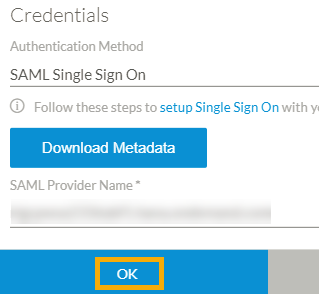 Credentials
Authentication Method
SAML Single Sign On
Follow these steps to setup Single Sign On with
Download Metadata
SAML Provider Name *
OK